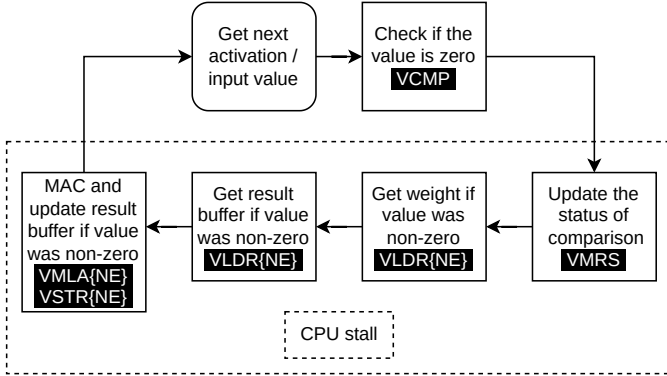 Get next
activation /
input value
Check if the
value is zero
VCMP
MAC and
update result
buffer if value
was non-zero
VMLA{NE}
VSTR{NE}
Get result
buffer if value
was non-zero
VLDR{NE}
Get weight if
value was
non-zero
VLDR{NE}
Update the
status of
comparison
VMRS
CPU stall